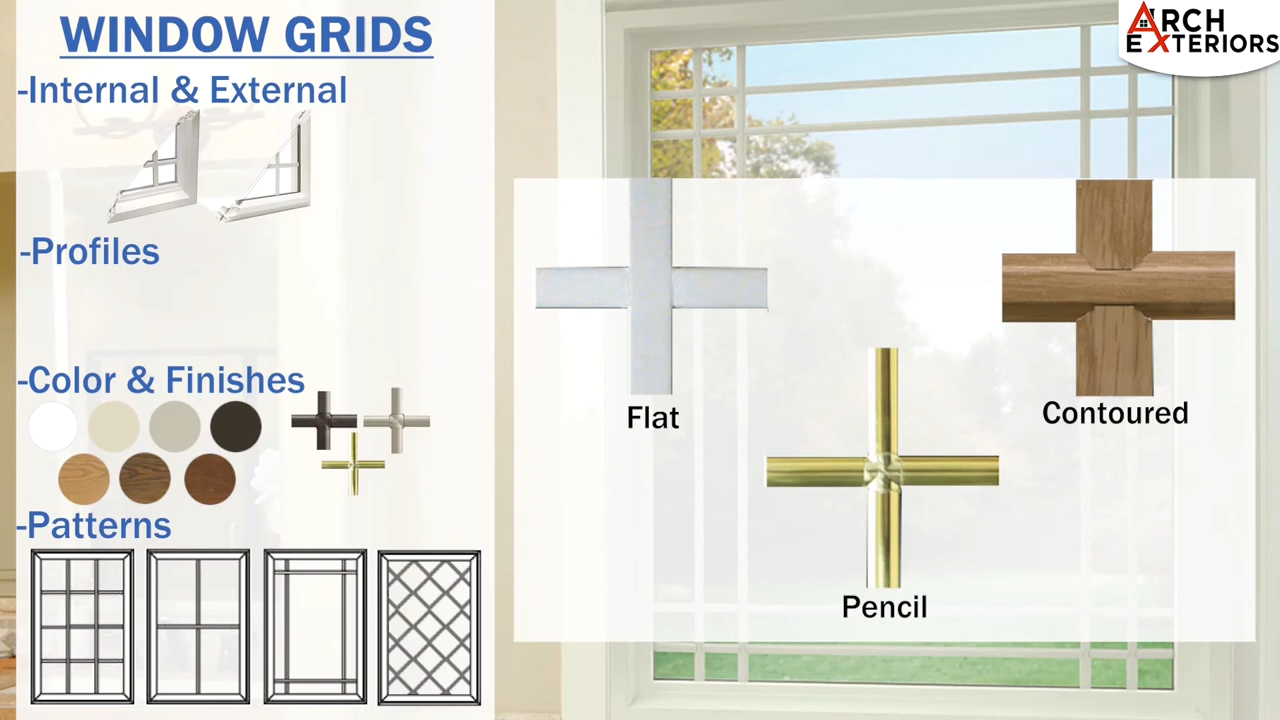 WINDOW GRIDS
-Internal & External
-Profiles
-Color & Finishes
-Patterns
ARCH
EXTERIORS
Flat
Contoured
Pencil